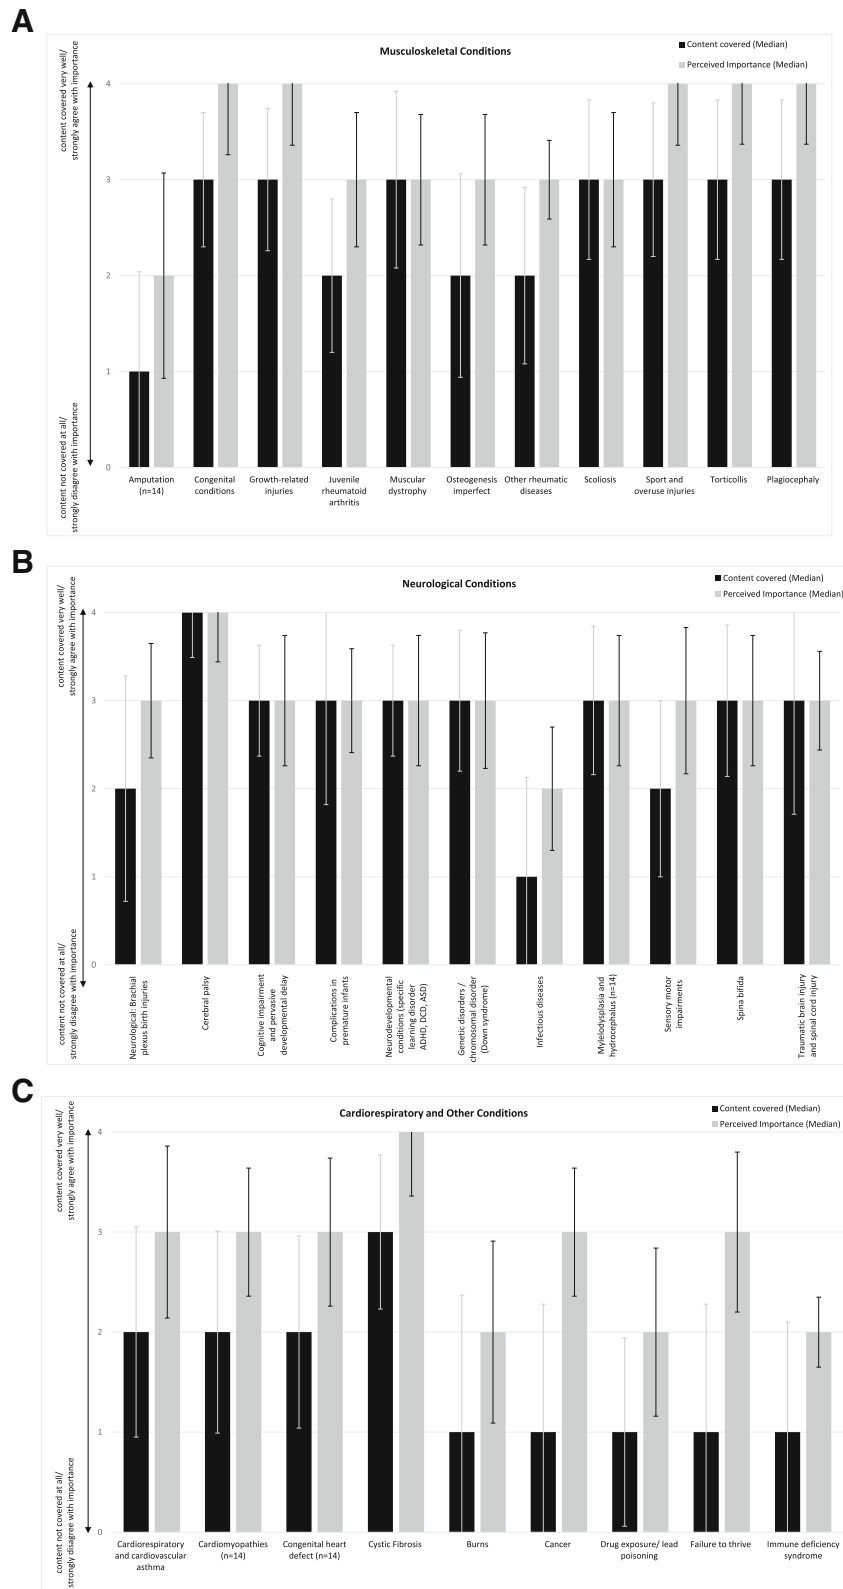 A
Musculoskeletal Conditions
Content covered (Median)
Perceived Importance (Median)
content covered very well/
strongly agree with importance
content not covered at all/
strongly disagree with importance
4
3
2
1
0
Amputation
(n=14)
Congenital
conditions
Growth-related
injuries
Juvenile
rheumatoid
arthritis
Muscular
dystrophy
Osteogenesis
imperfect
Other rheumatic
diseases
Scoliosis
Sport and
overuse injuries
Torticollis
Plagiocephaly
B
Neurological Conditions
Content covered (Median)
Perceived Importance (Median)
content covered very well/
strongly agree with importance
content not covered at all/
strongly disagree with importance
4
3
2
1
0
Neurological: Brachial
plexus birth injuries
Cerebral palsy
Cognitive impairment
and pervasive
developmental delay
Complications in
premature infants
Neurodevelopmental
conditions (specific
learning disorder
ADHD, DCD, ASD)
Genetic disorders /
chromosomal disorder
(Down syndrome)
Infectious diseases
Mylelodysplasia and
hydrocephalus (n=14)
Sensory motor
impairments
Spina bifida
Traumatic brain injury
and spinal cord injury
C
Cardiorespiratory and Other Conditions
Content covered (Median)
Perceived Importance (Median)
content covered very well/
strongly agree with importance
content not covered at all/
strongly disagree with importance
4
3
2
1
0
Cardiorespiratory
and cardiovascular
asthma
Cardiomyopathies
(n=14)
Congenital heart
defect (n=14)
Cystic Fibrosis
Burns
Cancer
Drug exposure/ lead
poisoning
Failure to thrive
Immune deficiency
syndrome